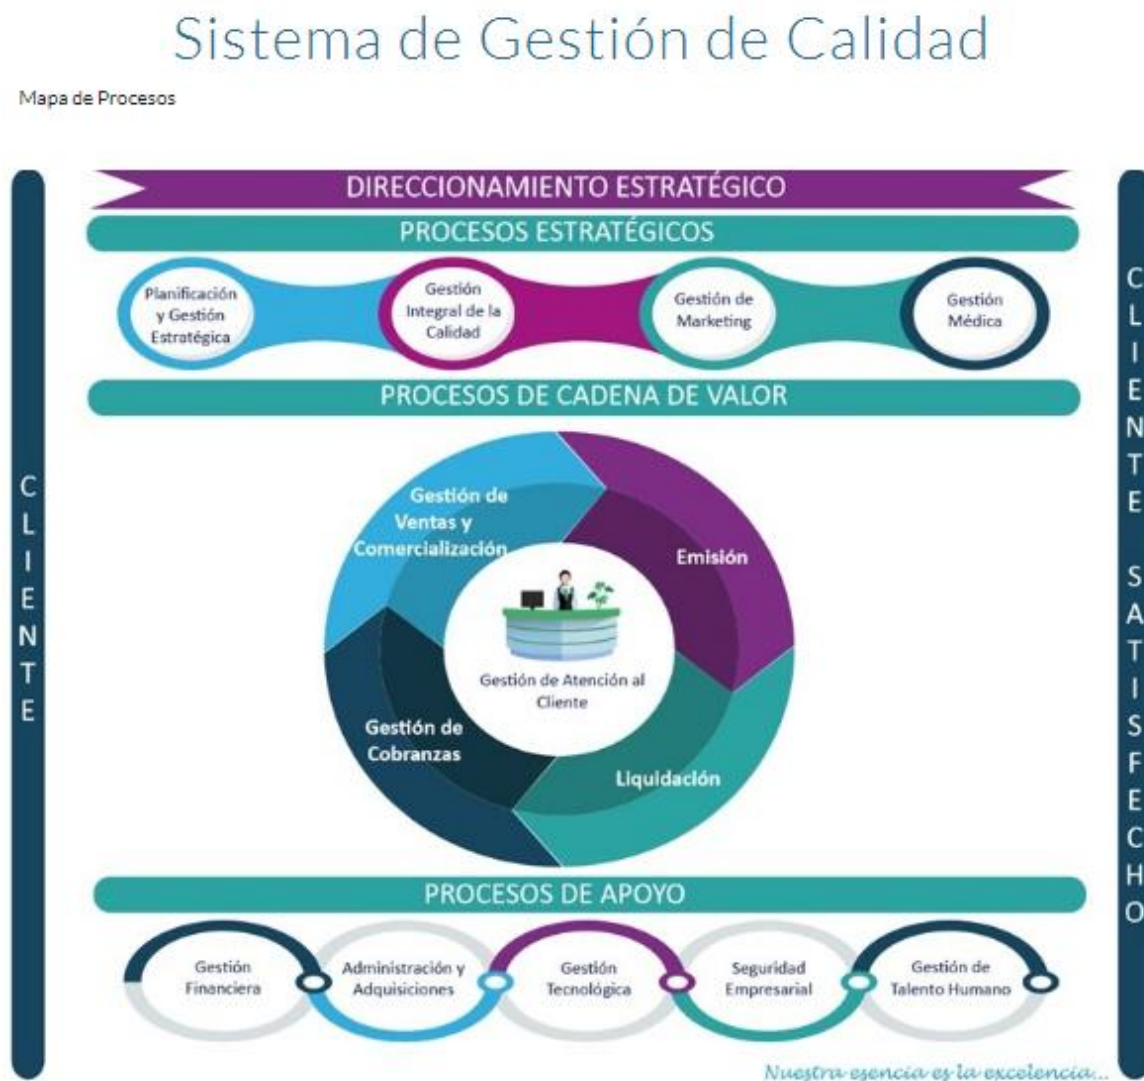 Sistema de Gestión de Calidad
Mapa de Procesos
DIRECCIONAMIENTO ESTRATÉGICO
PROCESOS ESTRATÉGICOS
Planificación
y Gestión
Estratégica
Gestión
Integral de la
Calidad
Gestión de
Marketing
Gestión
Médica
PROCESOS DE CADENA DE VALOR
CLIENTE
Gestión de
Ventas y
Comercialización
Emisión
Gestión de Atención al
Cliente
Gestión de
Cobranzas
Liquidación
CLIENTE SATISFECHO
PROCESOS DE APOYO
Gestión
Financiera
Administración y
Adquisiciones
Gestión
Tecnológica
Seguridad
Empresarial
Gestión de
Talento Humano
Nuestra esencia es la excelencia...